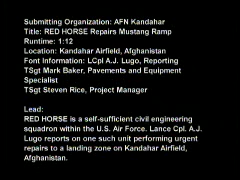 Submitting Organization: AFN Kandahar
Title: RED HORSE Repairs Mustang Ramp
Runtime: 1:12
Location: Kandahar Airfield, Afghanistan
Font Information: LCpl A.J. Lugo, Reporting
TSgt Mark Baker, Pavements and Equipment
Specialist
TSgt Steven Rice, Project Manager
Lead:
RED HORSE is a self-sufficient civil engineering
squadron within the U.S. Air Force. Lance Cpl. A.J.
Lugo reports on one such unit performing urgent
repairs to a landing zone on Kandahar Airfield,
Afghanistan.